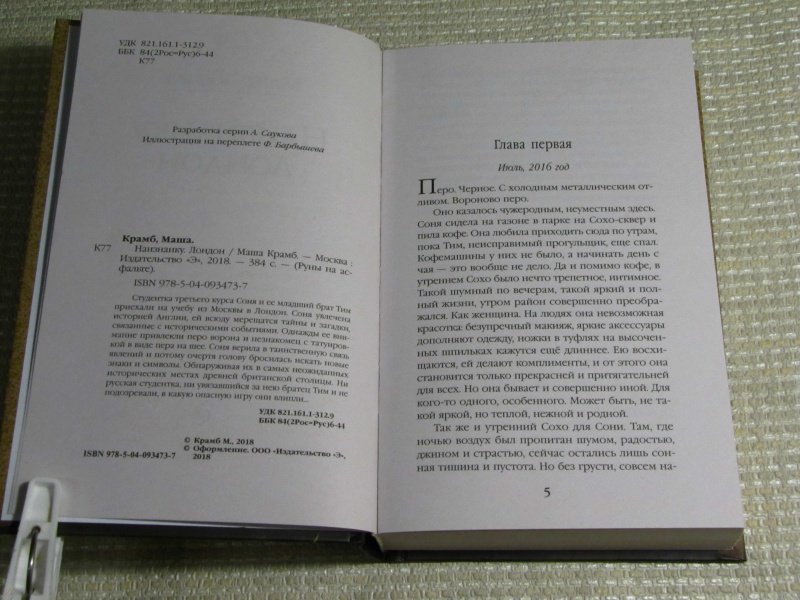 УДК 821.161.1-312.9
ББК 84(2Рос=Рус)6-44
К77
Разработка серии А. Саукова
Иллюстрация на переплете Ф. Барбышева
Крамб, Маша.
К77 Наизнанку. Лондон / Маша Крамб. — Москва :
Издательство «Э», 2018. — 384 с. — (Руны на ас-
фальте).
ISBN 978-5-04-093473-7
Студентка третьего курса Соня и ее младший брат Тим
приехали на учебу из Москвы в Лондон. Соня увлечена
историей Англии, ей всюду мерещатся тайны и загадки,
связанные с историческими событиями. Однажды ее вни-
мание привлекли перо ворона и незнакомец с татуиров-
кой в виде пера на шее. Соня верила в таинственную связь
явлений и потому очертя голову бросилась искать новые
знаки и символы. Обнаруживая их в самых неожиданных
исторических местах древней британской столицы. Ни
русская студентка, ни увязавшийся за нею братец Тим и не
подозревали, в какую опасную игру они влипли...
УДК 821.161.1-312.9
ББК 84(2Рос=Рус)6-44
© Крамб М., 2018
© Оформление. ООО «Издательство «Э»,
ISBN 978-5-04-093473-7 2018
Глава первая
Июль, 2016 год
Перо. Черное. С холодным металлическим от-
ливом. Вороново перо.
Оно казалось чужеродным, неуместным здесь.
Соня сидела на газоне в парке на Сохо-сквер и
пила кофе. Она любила приходить сюда по утрам,
пока Тим, неисправимый прогульщик, еще спал.
Кофемашины у них не было, а начинать день с
чая — это вообще не дело. Да и помимо кофе, в
утреннем Сохо было нечто трепетное, интимное.
Такой шумный по вечерам, такой яркий и пол-
ный жизни, утром район совершенно преобра-
жался. Как женщина. На людях она невозможная
красотка: безупречный макияж, яркие аксессуары
дополняют одежду, ножки в туфлях на высочен-
ных шпильках кажутся ещё длиннее. Ею восхи-
щаются, ей делают комплименты, и от этого она
становится только прекрасней и притягательней
для всех. Но она бывает и совершенно иной. Для
кого-то одного, особенного. Может быть, не та-
кой яркой, но теплой, нежной и родной.
Так же и утренний Сохо для Сони. Там, где
ночью воздух был пропитан шумом, радостью,
джином и страстью, сейчас остались лишь сон-
ная тишина и пустота. Но без грусти, совсем на-
5